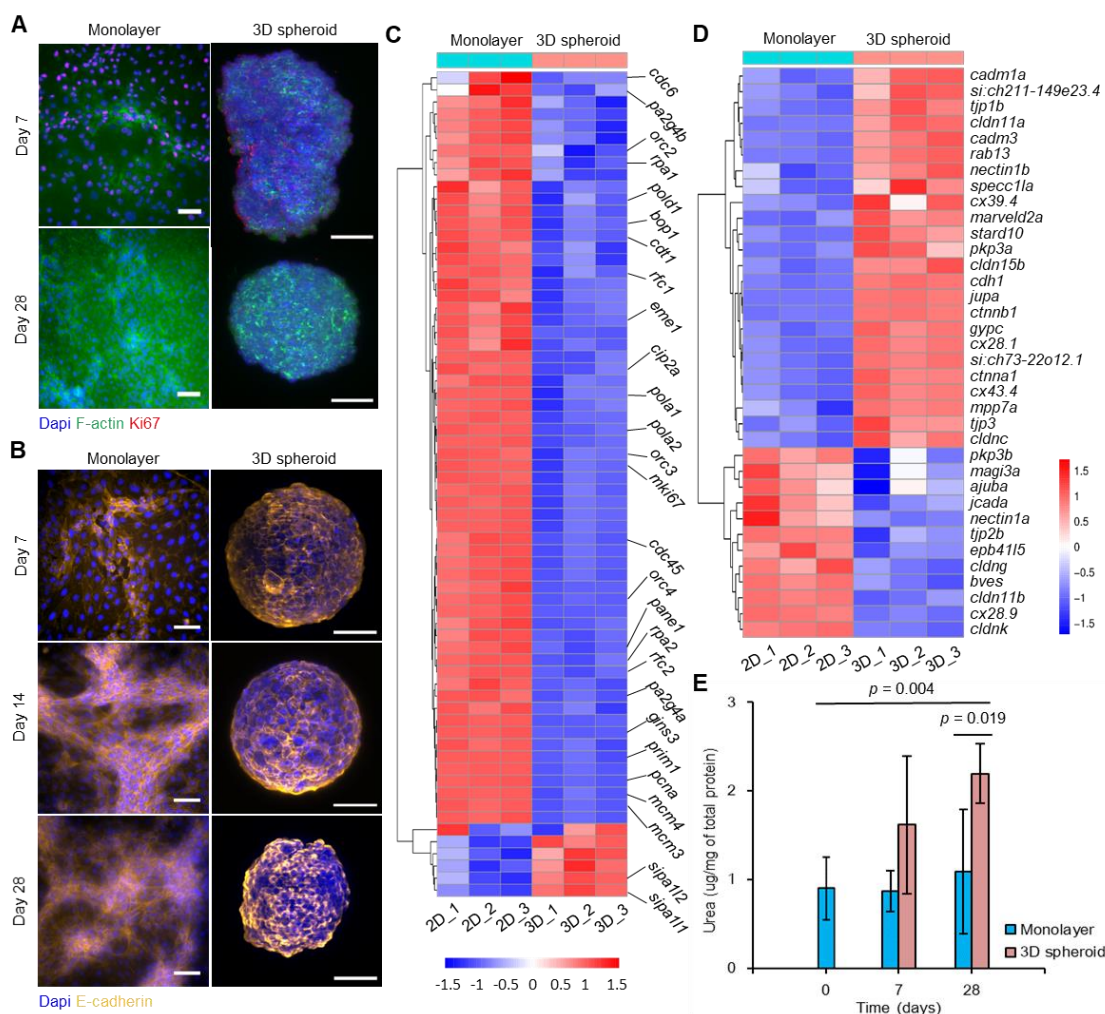 A
Monolayer
3D spheroid
Day 7
Day 28
Dapi F-actin Ki67
B
Monolayer
3D spheroid
Day 7
Day 14
Day 28
Dapi E-cadherin
C
Monolayer
3D spheroid
cdc6
pa2g4b
orc2
rpa1
pold1
bop1
cdt1
rfc1
eme1
cip2a
pola1
pola2
orc3
mki67
cdc45
orc4
pane1
rpa2
rfc2
pa2g4a
gins3
prim1
pcna
mcm4
mcm3
sipa1l2
sipa1l1
2D_1
2D_2
2D_3
3D_1
3D_2
3D_3
-1.5 -1 -0.5 0 0.5 1 1.5
D
Monolayer
3D spheroid
cadm1a
si:ch211-149e23.4
tjp1b
cldn11a
cadm3
rab13
nectin1b
specc1la
cx39.4
marveld2a
stard10
pkp3a
cldn15b
cdh1
jupa
ctnnb1
gypc
cx28.1
si:ch73-22o12.1
ctnna1
cx43.4
mpp7a
tjp3
cldnc
pkp3b
magi3a
ajuba
jcada
nectin1a
tjp2b
epb41l5
cldng
bves
cldn11b
cx28.9
cldnk
2D_1
2D_2
2D_3
3D_1
3D_2
3D_3
1.5
1
0.5
0
−0.5
−1
−1.5
E
p = 0.004
p = 0.019
Urea (ug/mg of total protein)
3
2
1
0
0
7
28
Time (days)
Monolayer
3D spheroid